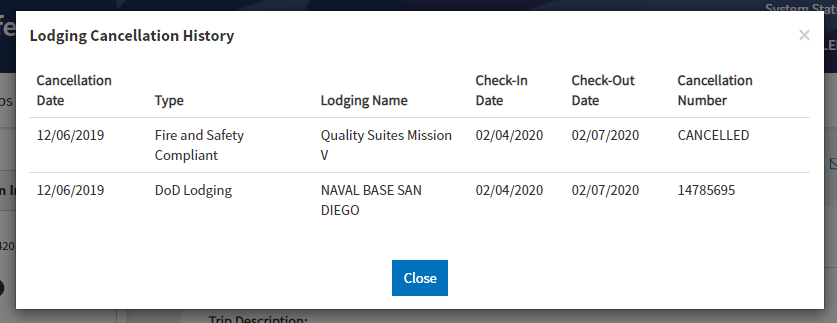 System Stat
fe
Lodging Cancellation History
×
Cancellation Date Type Lodging Name Check-In Date Check-Out Date Cancellation Number
12/06/2019 Fire and Safety Compliant Quality Suites Mission V 02/04/2020 02/07/2020 CANCELLED
12/06/2019 DoD Lodging NAVAL BASE SAN DIEGO 02/04/2020 02/07/2020 14785695
Close
Trip Description: